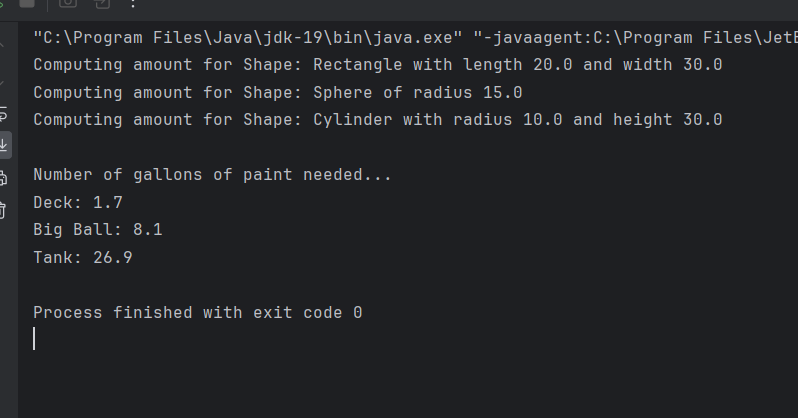 "C:\Program Files\Java\jdk-19\bin\java.exe" "-javaagent:C:\Program Files\JetB
Computing amount for Shape: Rectangle with length 20.0 and width 30.0
Computing amount for Shape: Sphere of radius 15.0
Computing amount for Shape: Cylinder with radius 10.0 and height 30.0
Number of gallons of paint needed...
Deck: 1.7
Big Ball: 8.1
Tank: 26.9
Process finished with exit code 0